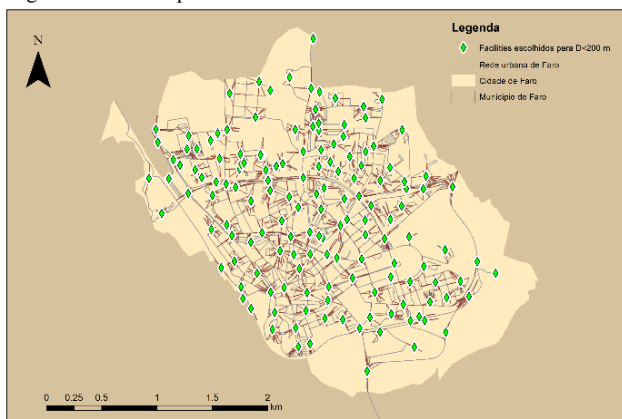 Legenda
N
Facilities escolhidos para D<200 m
Rede urbana de Faro
Cidade de Faro
Município de Faro
0 0.25 0.5 1 1.5 2
km